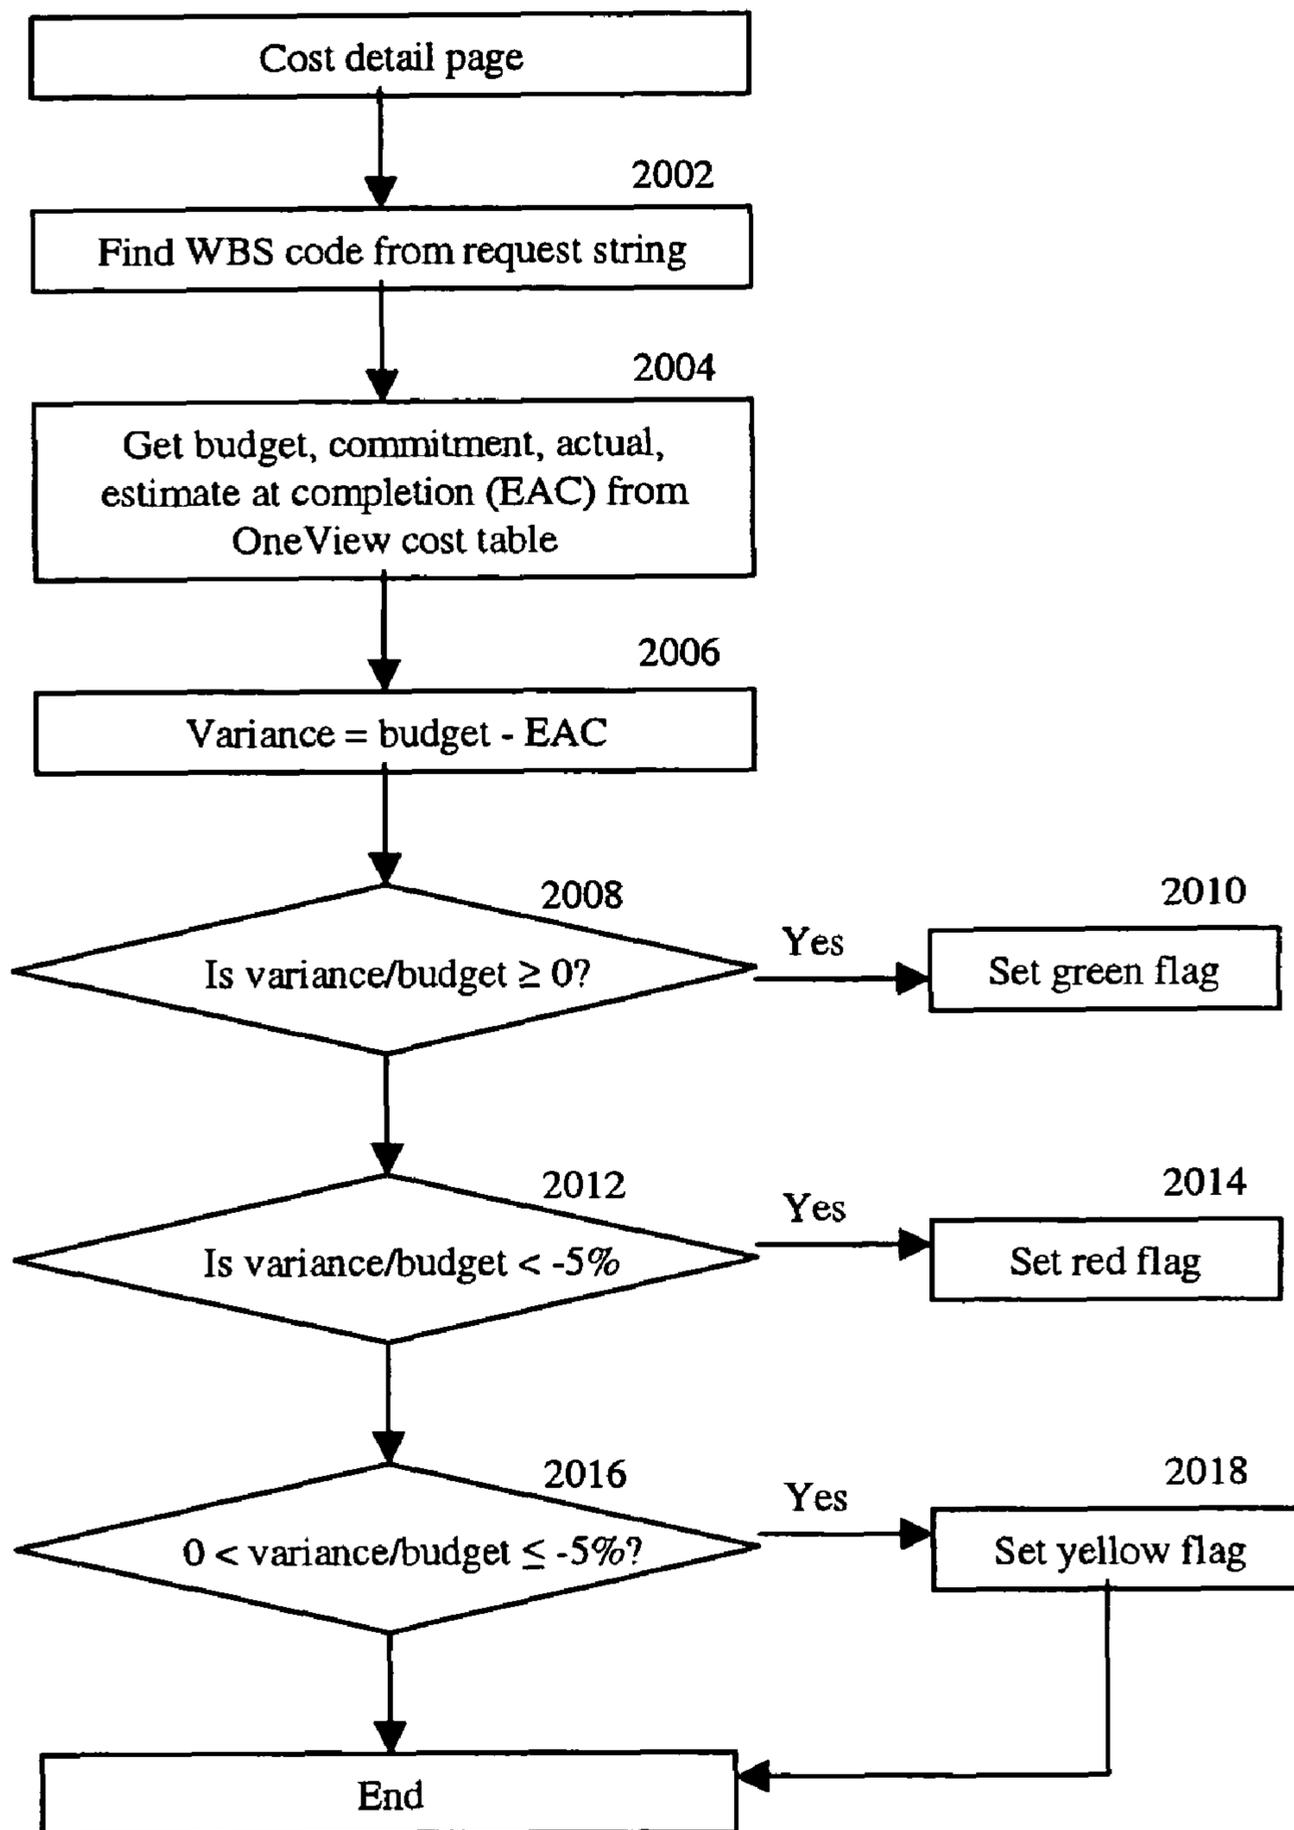 Cost detail page
2002
Find WBS code from request string
2004
Get budget, commitment, actual,
estimate at completion (EAC) from
OneView cost table
2006
Variance = budget - EAC
2008
Is variance/budget ≥ 0?
Yes
2010
Set green flag
2012
Is variance/budget < -5%
Yes
2014
Set red flag
2016
0 < variance/budget ≤ -5%?
Yes
2018
Set yellow flag
End